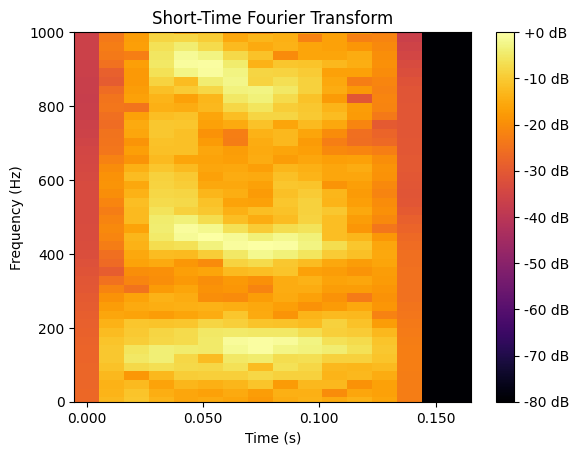 Short-Time Fourier Transform
1000
800
600
400
200
0
Frequency (Hz)
0.000
0.050
0.100
0.150
Time (s)
+0 dB
-10 dB
-20 dB
-30 dB
-40 dB
-50 dB
-60 dB
-70 dB
-80 dB